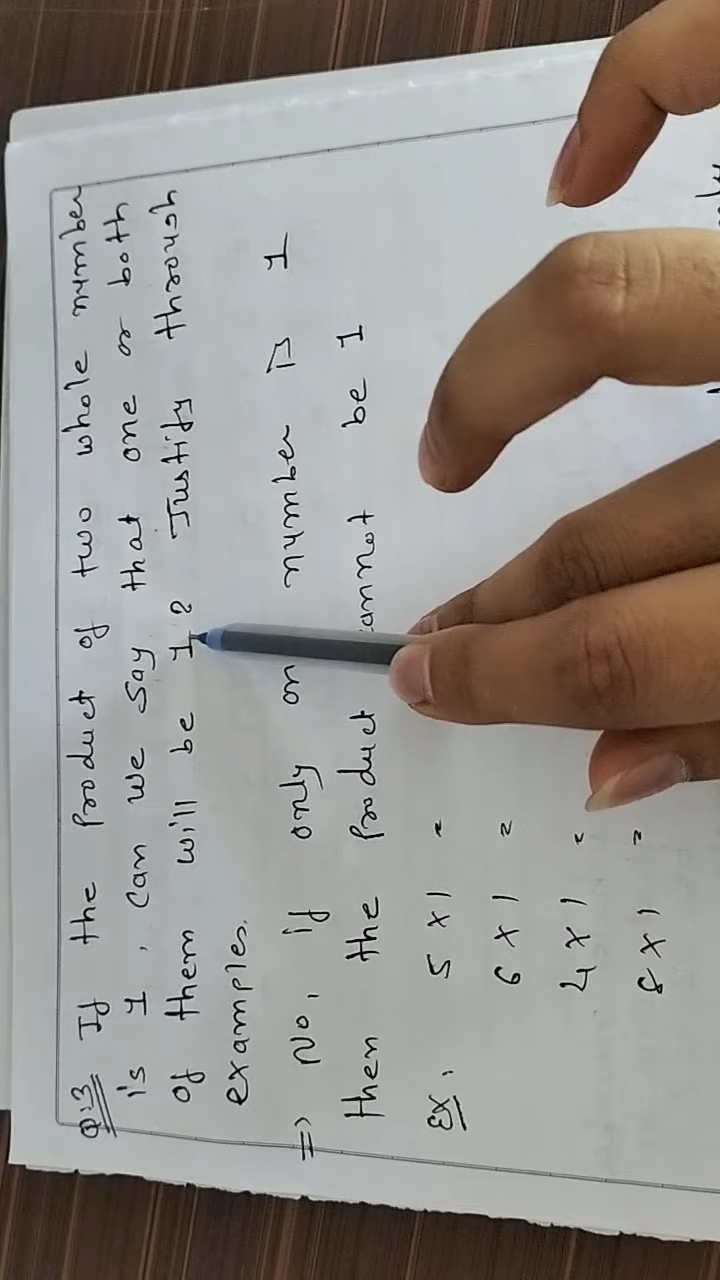 Q:3 If the Product of two whole number
is 1, can we say that one or both
of them will be 1? Justify through
examples.
=> No, if only on number is 1
then the Product cannot be 1
Ex. 5 x 1 =
6 x 1 =
4 x 1 =
8 x 1 =